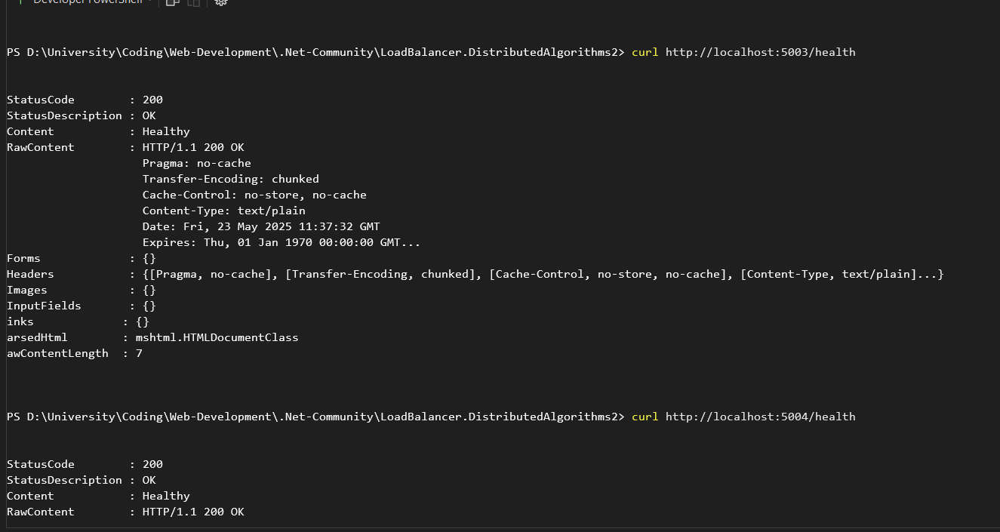 Developer PowerShell
PS D:\University\Coding\Web-Development\.Net-Community\LoadBalancer.DistributedAlgorithms2> curl http://localhost:5003/health
StatusCode : 200
StatusDescription : OK
Content : Healthy
RawContent : HTTP/1.1 200 OK
Pragma: no-cache
Transfer-Encoding: chunked
Cache-Control: no-store, no-cache
Content-Type: text/plain
Date: Fri, 23 May 2025 11:37:32 GMT
Expires: Thu, 01 Jan 1970 00:00:00 GMT...
Forms : {}
Headers : {[Pragma, no-cache], [Transfer-Encoding, chunked], [Cache-Control, no-store, no-cache], [Content-Type, text/plain]...}
Images : {}
InputFields : {}
inks : {}
arsedHtml : mshtml.HTMLDocumentClass
awContentLength : 7
PS D:\University\Coding\Web-Development\.Net-Community\LoadBalancer.DistributedAlgorithms2> curl http://localhost:5004/health
StatusCode : 200
StatusDescription : OK
Content : Healthy
RawContent : HTTP/1.1 200 OK